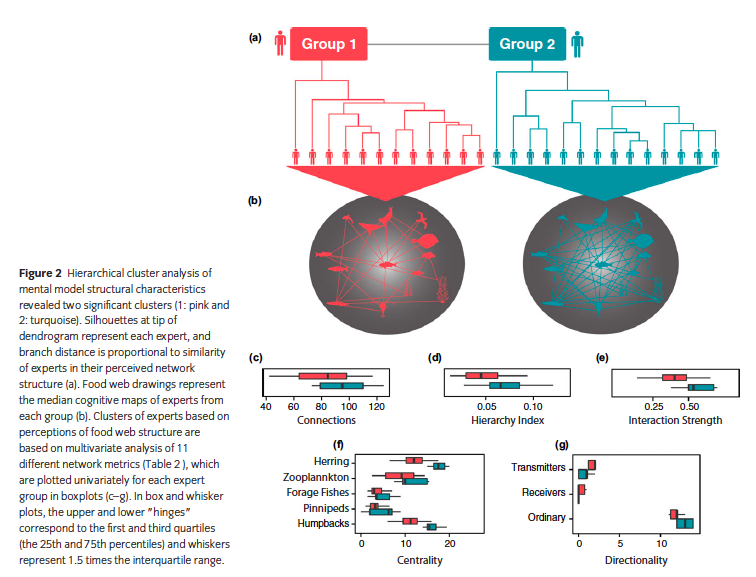 (a)
Group 1
Group 2
(b)
Figure 2 Hierarchical cluster analysis of
mental model structural characteristics
revealed two significant clusters (1: pink and
2: turquoise). Silhouettes at tip of
dendrogram represent each expert, and
branch distance is proportional to similarity
of experts in their perceived network
structure (a). Food web drawings represent
the median cognitive maps of experts from
each group (b). Clusters of experts based on
perceptions of food web structure are
based on multivariate analysis of 11
different network metrics (Table 2), which
are plotted univariately for each expert
group in boxplots (c–g). In box and whisker
plots, the upper and lower "hinges"
correspond to the first and third quartiles
(the 25th and 75th percentiles) and whiskers
represent 1.5 times the interquartile range.
(c)
40 60 80 100 120
Connections
(d)
0.05 0.10
Hierarchy Index
(e)
0.25 0.50
Interaction Strength
(f)
Herring
Zooplannkton
Forage Fishes
Pinnipeds
Humpbacks
0 10 20
Centrality
(g)
Transmitters
Receivers
Ordinary
0 5 10
Directionality